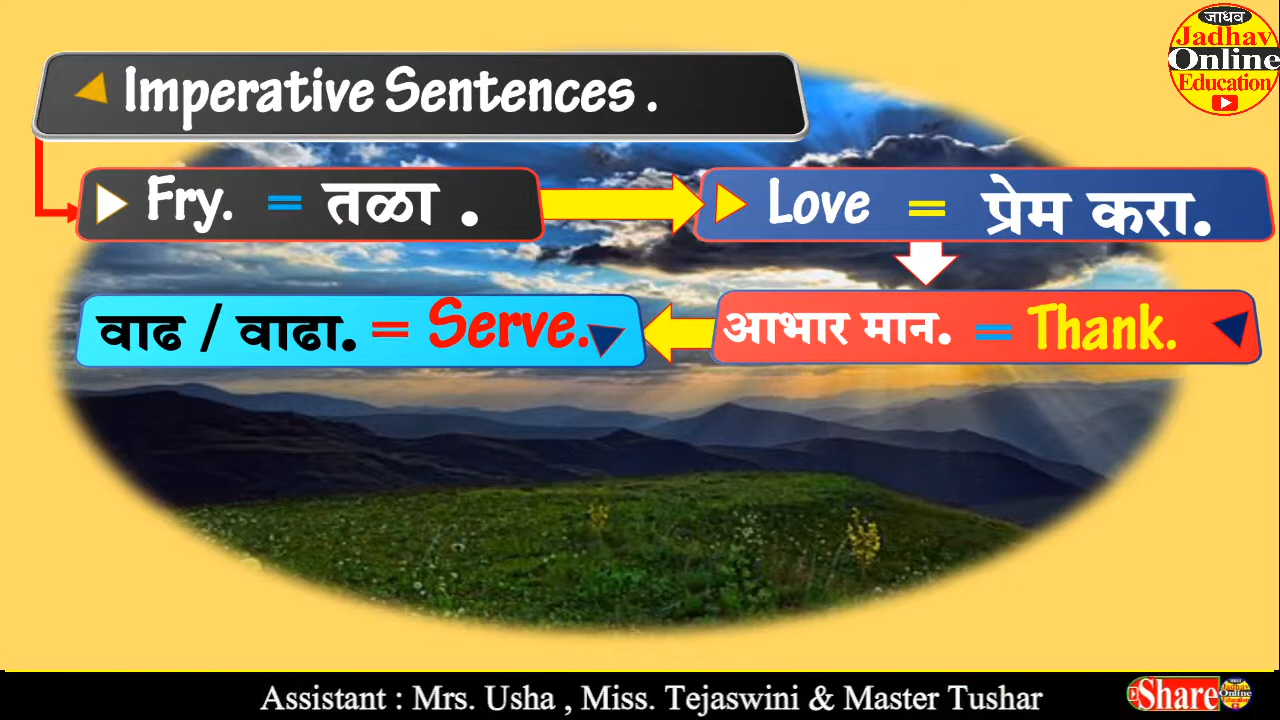 जाधव
Jadhav
Online
Education
Imperative Sentences .
Fry. = तळा .
Love = प्रेम करा.
वाढ / वाढा. = Serve.
आभार मान. = Thank.
Assistant : Mrs. Usha , Miss. Tejaswini & Master Tushar
Share